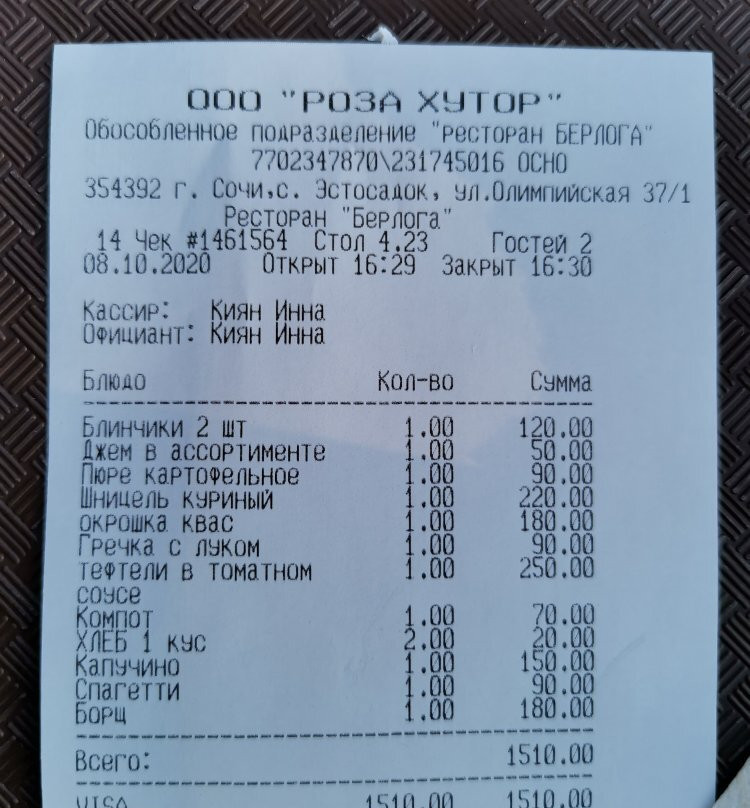 ООО "РОЗА ХУТОР"
Обособленное подразделение "Ресторан БЕРЛОГА"
7702347870\231745016 ОСНО
354392 г. Сочи,с. Эстосадок, ул.Олимпийская 37/1
Ресторан "Берлога"
14 Чек #1461564 Стол 4.23 Гостей 2
08.10.2020 Открыт 16:29 Закрыт 16:30
Кассир: Киян Инна
Официант: Киян Инна
Блюдо Кол-во Сумма
Блинчики 2 шт 1.00 120.00
Джем в ассортименте 1.00 50.00
Пюре картофельное 1.00 90.00
Шницель куриный 1.00 220.00
окрошка квас 1.00 180.00
Гречка с луком 1.00 90.00
тефтели в томатном 1.00 250.00
соусе
Компот 1.00 70.00
ХЛЕБ 1 кус 2.00 20.00
Капучино 1.00 150.00
Спагетти 1.00 90.00
Борщ 1.00 180.00
Всего: 1510.00
VISA 1510.00 1510.00